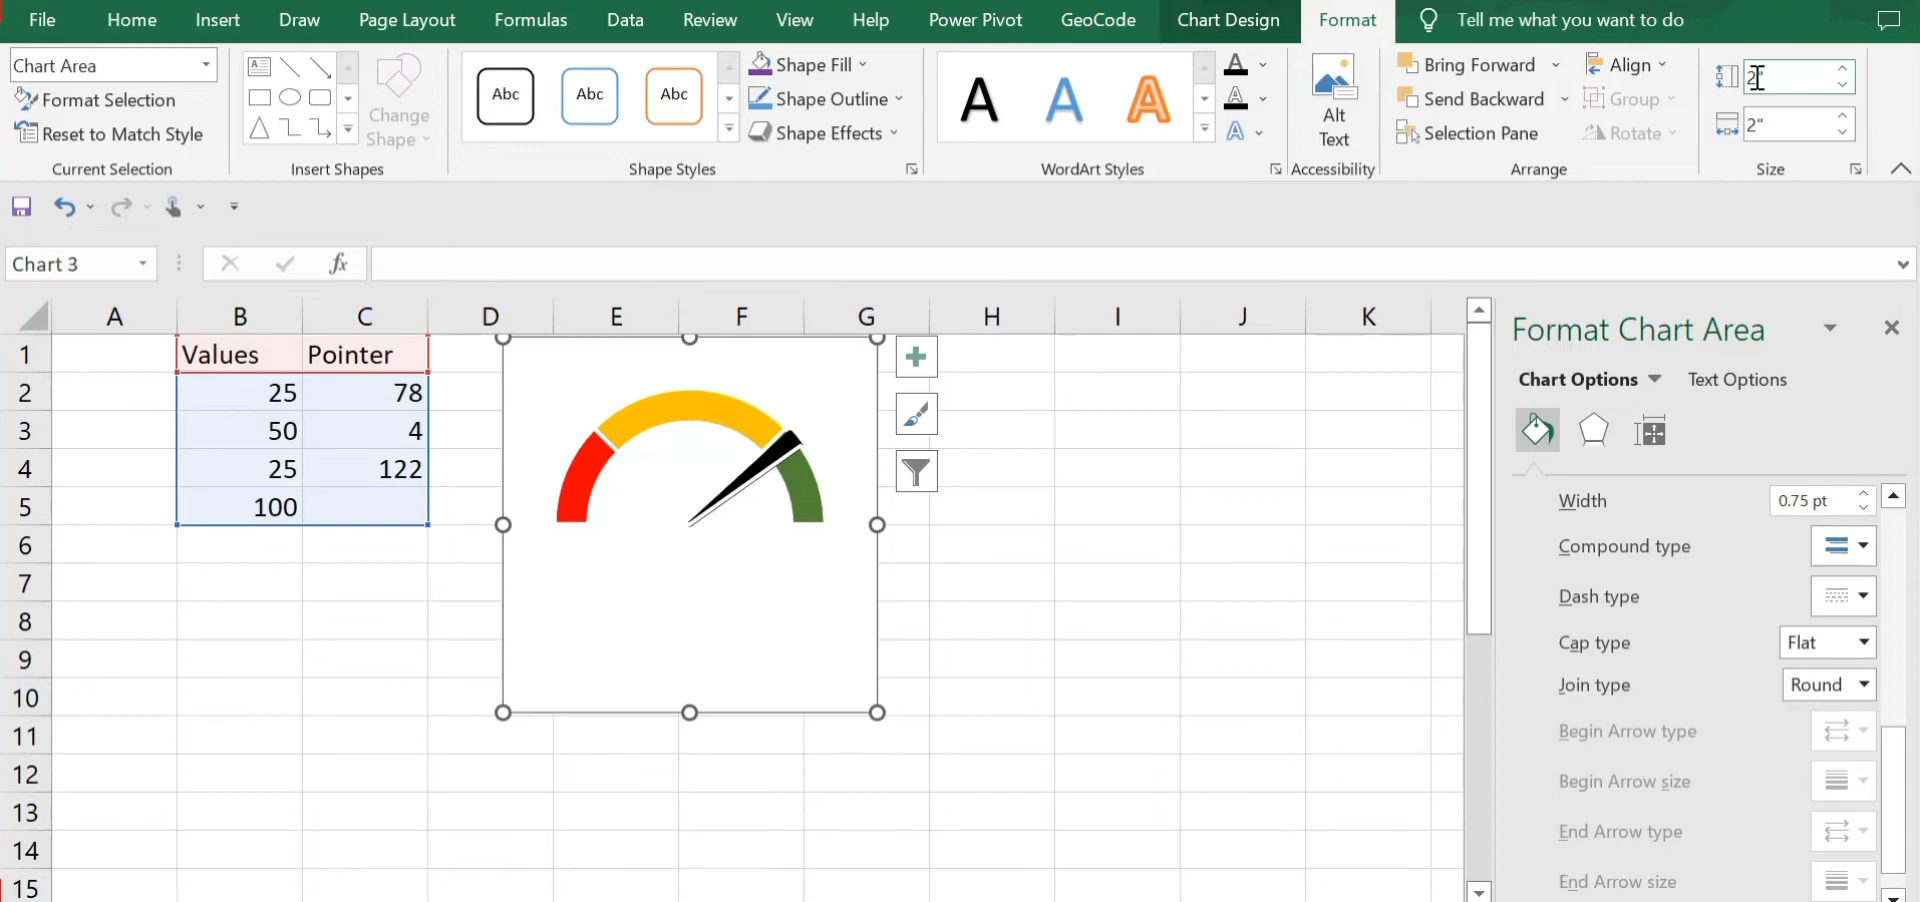 File Home Insert Draw Page Layout Formulas Data Review View Help Power Pivot GeoCode Chart Design Format Tell me what you want to do
Chart Area
Format Selection
Reset to Match Style
Current Selection
Change
Shape
Insert Shapes
Abc Abc Abc
Shape Fill
Shape Outline
Shape Effects
Shape Styles
A A A
WordArt Styles
Alt
Text
Accessibility
Bring Forward
Send Backward
Selection Pane
Align
Group
Rotate
Arrange
2"
2"
Size
Chart 3
fx
A B C D E F G H I J K
1 Values Pointer
2 25 78
3 50 4
4 25 122
5 100
6
7
8
9
10
11
12
13
14
15
Format Chart Area
Chart Options Text Options
Width 0.75 pt
Compound type
Dash type
Cap type Flat
Join type Round
Begin Arrow type
Begin Arrow size
End Arrow type
End Arrow size